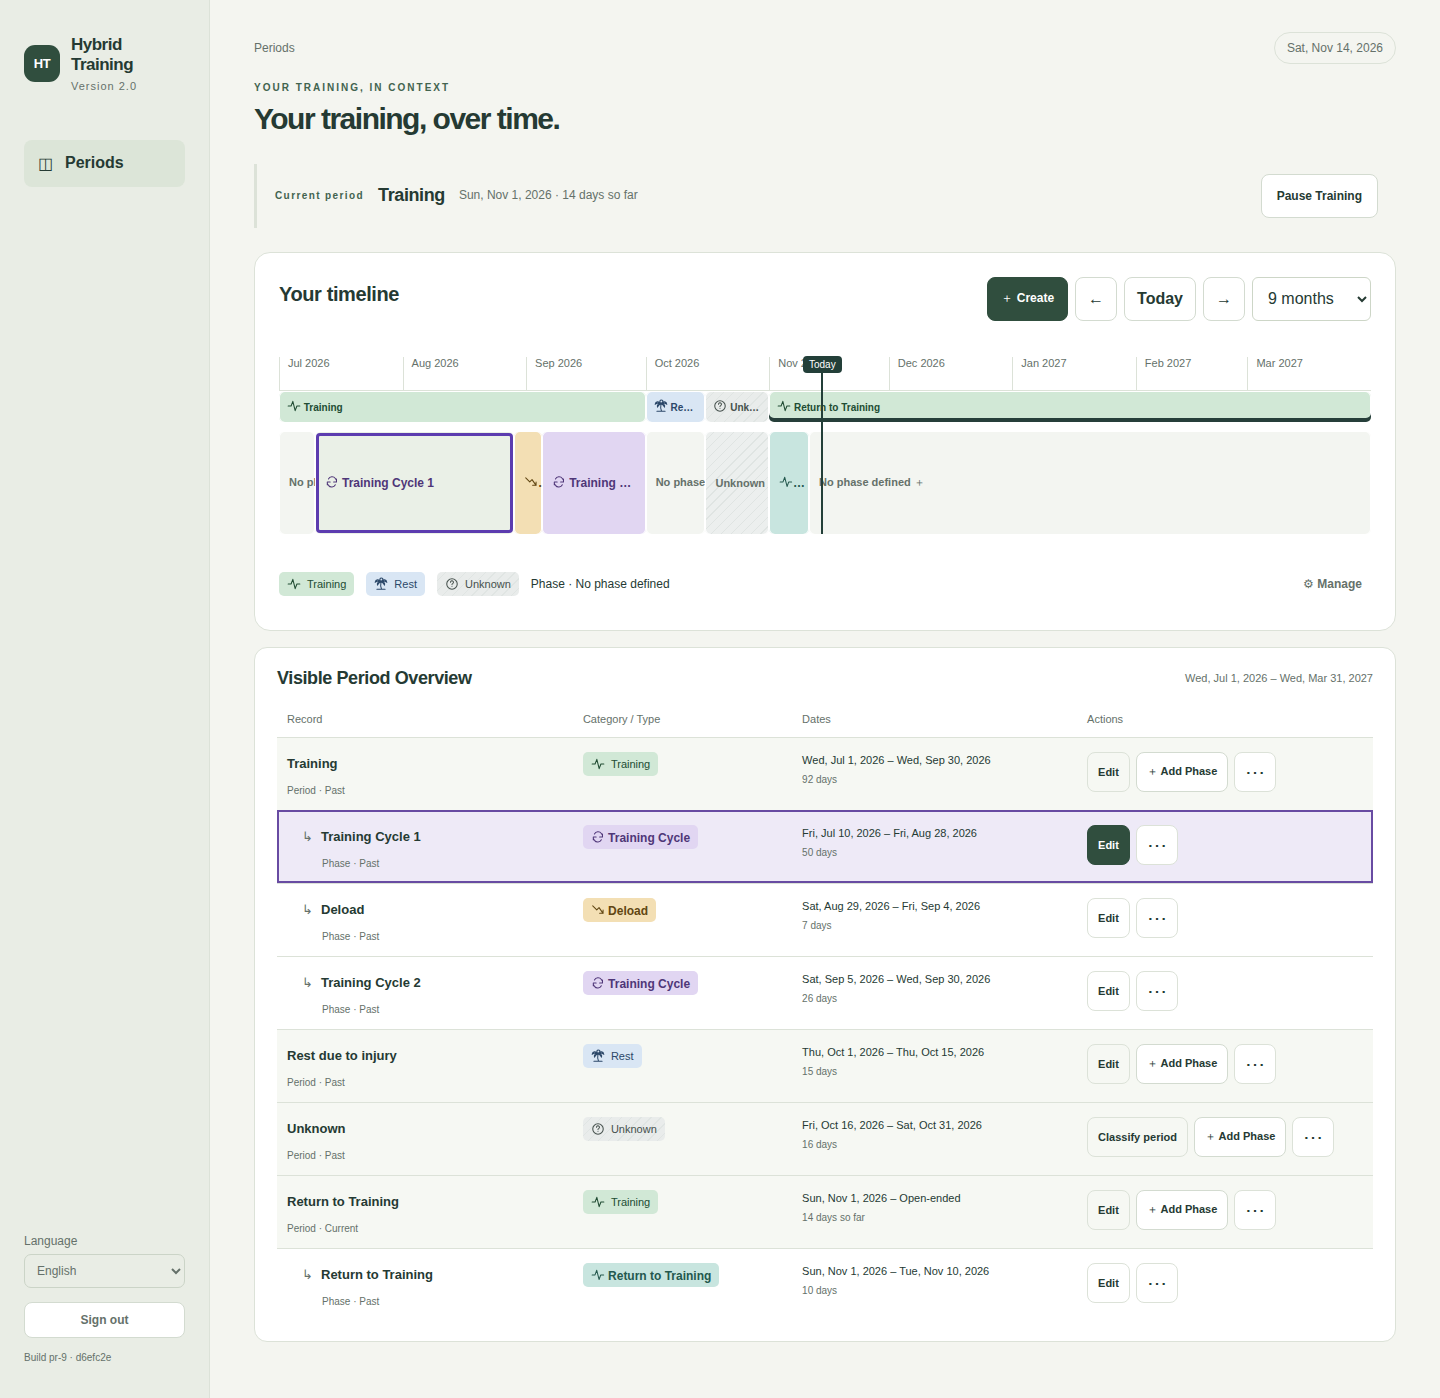 HT
Hybrid
Training
Version 2.0
Periods
Language
English
Sign out
Build pr-9 · d6efc2e
Periods
Sat, Nov 14, 2026
YOUR TRAINING, IN CONTEXT
Your training, over time.
Current period Training Sun, Nov 1, 2026 · 14 days so far
Pause Training
Your timeline
+ Create ← Today → 9 months
Jul 2026 Aug 2026 Sep 2026 Oct 2026 Nov Today Dec 2026 Jan 2027 Feb 2027 Mar 2027
Training Re... Unk... Return to Training
No pl Training Cycle 1 . Training ... No phase Unknown ... No phase defined +
Training Rest Unknown Phase · No phase defined
⚙ Manage
Visible Period Overview
Wed, Jul 1, 2026 – Wed, Mar 31, 2027
Record Category / Type Dates Actions
Training Training Wed, Jul 1, 2026 – Wed, Sep 30, 2026 Edit + Add Phase ···
Period · Past 92 days
↳ Training Cycle 1 Training Cycle Fri, Jul 10, 2026 – Fri, Aug 28, 2026 Edit ···
Phase · Past 50 days
↳ Deload Deload Sat, Aug 29, 2026 – Fri, Sep 4, 2026 Edit ···
Phase · Past 7 days
↳ Training Cycle 2 Training Cycle Sat, Sep 5, 2026 – Wed, Sep 30, 2026 Edit ···
Phase · Past 26 days
Rest due to injury Rest Thu, Oct 1, 2026 – Thu, Oct 15, 2026 Edit + Add Phase ···
Period · Past 15 days
Unknown Unknown Fri, Oct 16, 2026 – Sat, Oct 31, 2026 Classify period + Add Phase ···
Period · Past 16 days
Return to Training Training Sun, Nov 1, 2026 – Open-ended Edit + Add Phase ···
Period · Current 14 days so far
↳ Return to Training Return to Training Sun, Nov 1, 2026 – Tue, Nov 10, 2026 Edit ···
Phase · Past 10 days